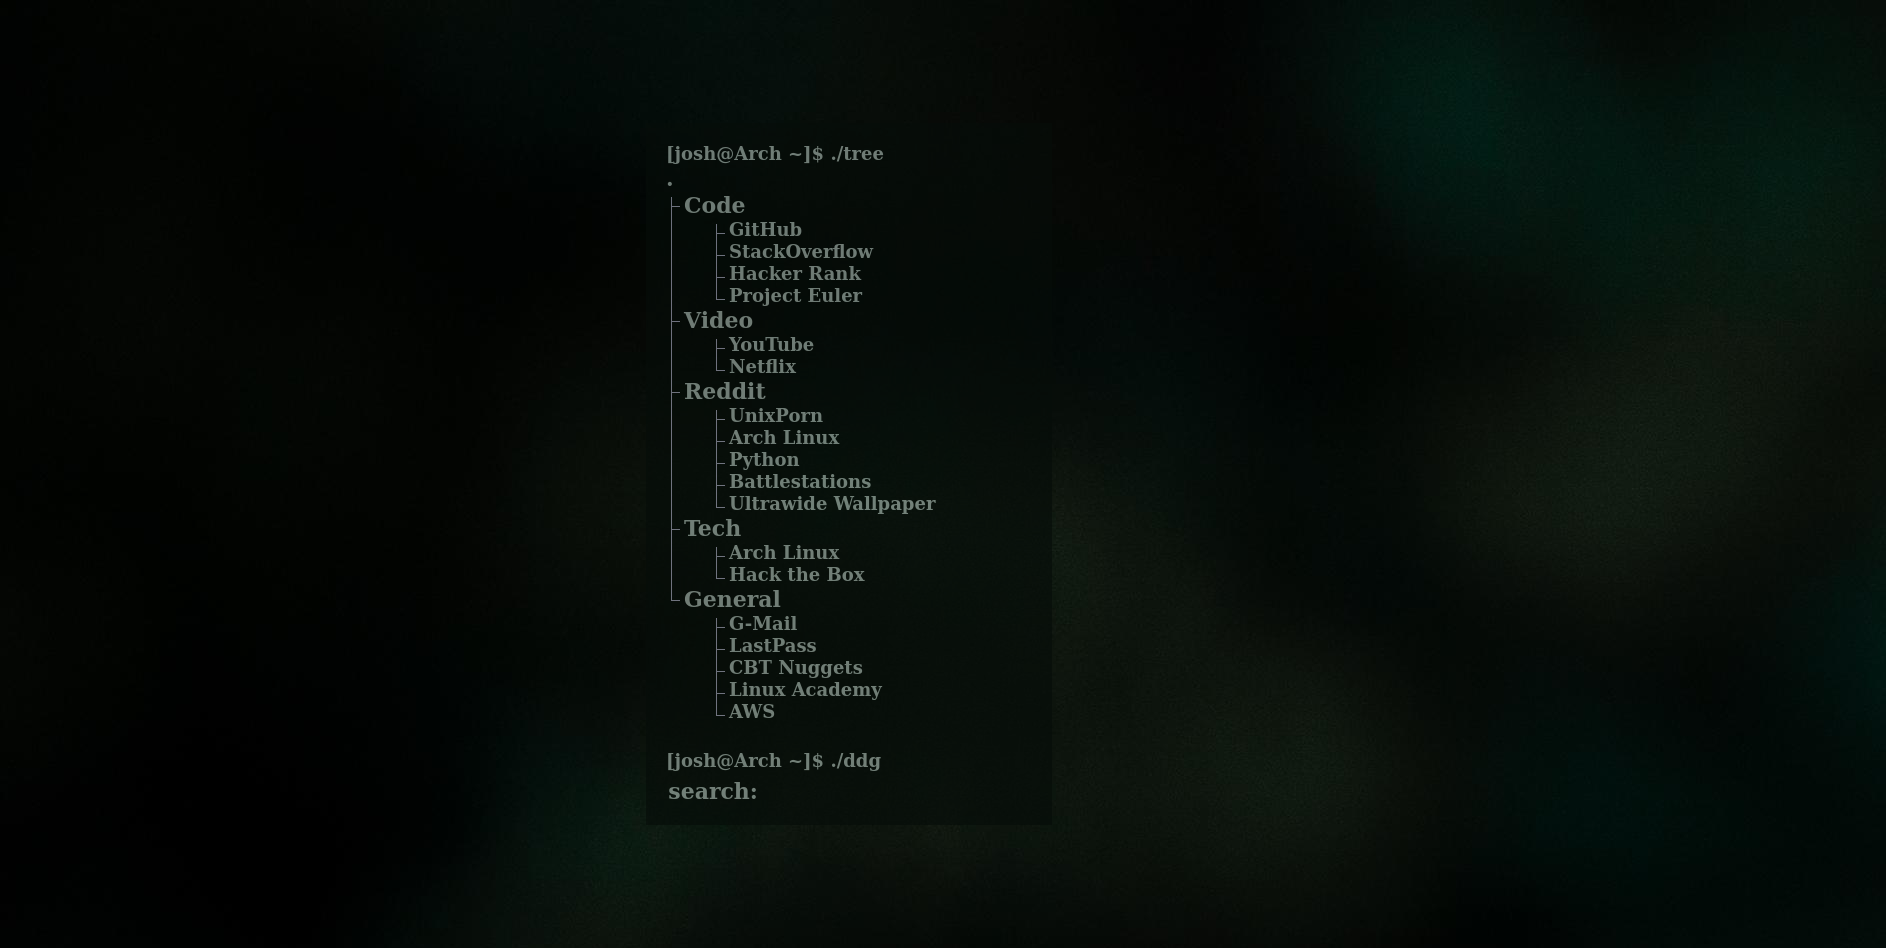 [josh@Arch ~]$ ./tree
.
Code
GitHub
StackOverflow
Hacker Rank
Project Euler
Video
YouTube
Netflix
Reddit
UnixPorn
Arch Linux
Python
Battlestations
Ultrawide Wallpaper
Tech
Arch Linux
Hack the Box
General
G-Mail
LastPass
CBT Nuggets
Linux Academy
AWS
[josh@Arch ~]$ ./ddg
search: